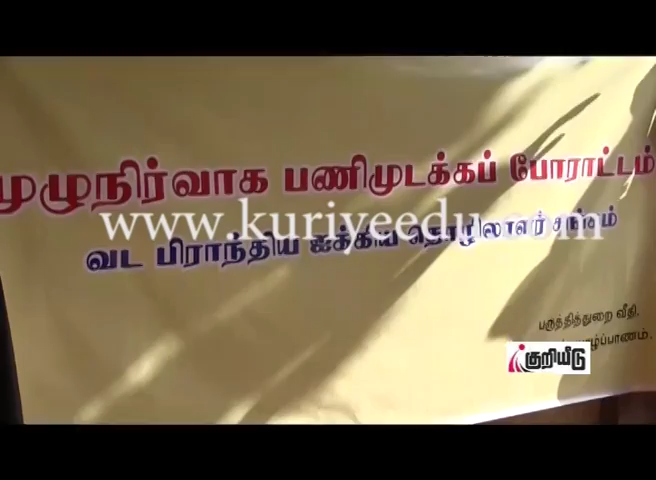 முழுநிர்வாக பணிமுடக்கப் போராட்டம்
www.kuriyeedu.com
வட பிராந்திய ஐக்கிய தொழிலாளர் சங்கம்
பருத்தித்துறை வீதி,
யாழ்ப்பாணம்.
குறியீடு